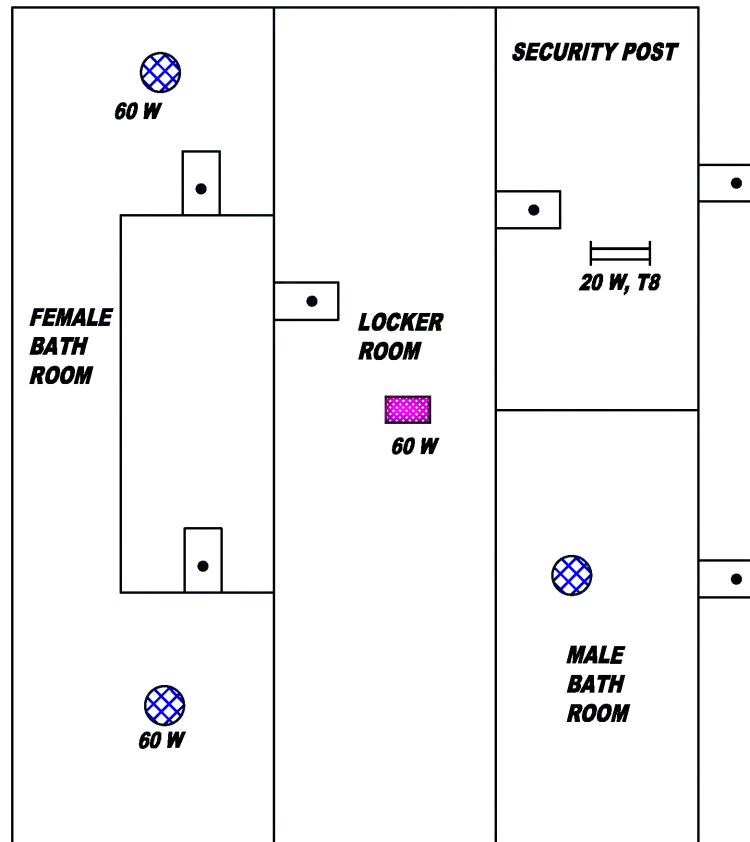 SECURITY POST
60 W
20 W, T8
FEMALE
BATH
ROOM
LOCKER
ROOM
60 W
MALE
BATH
ROOM
60 W